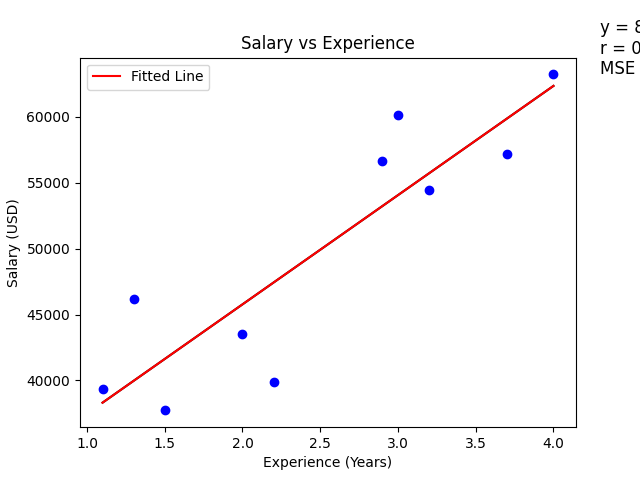 y = 8
r = 0
MSE
Salary vs Experience
Fitted Line
60000
55000
50000
45000
40000
Salary (USD)
1.0 1.5 2.0 2.5 3.0 3.5 4.0
Experience (Years)